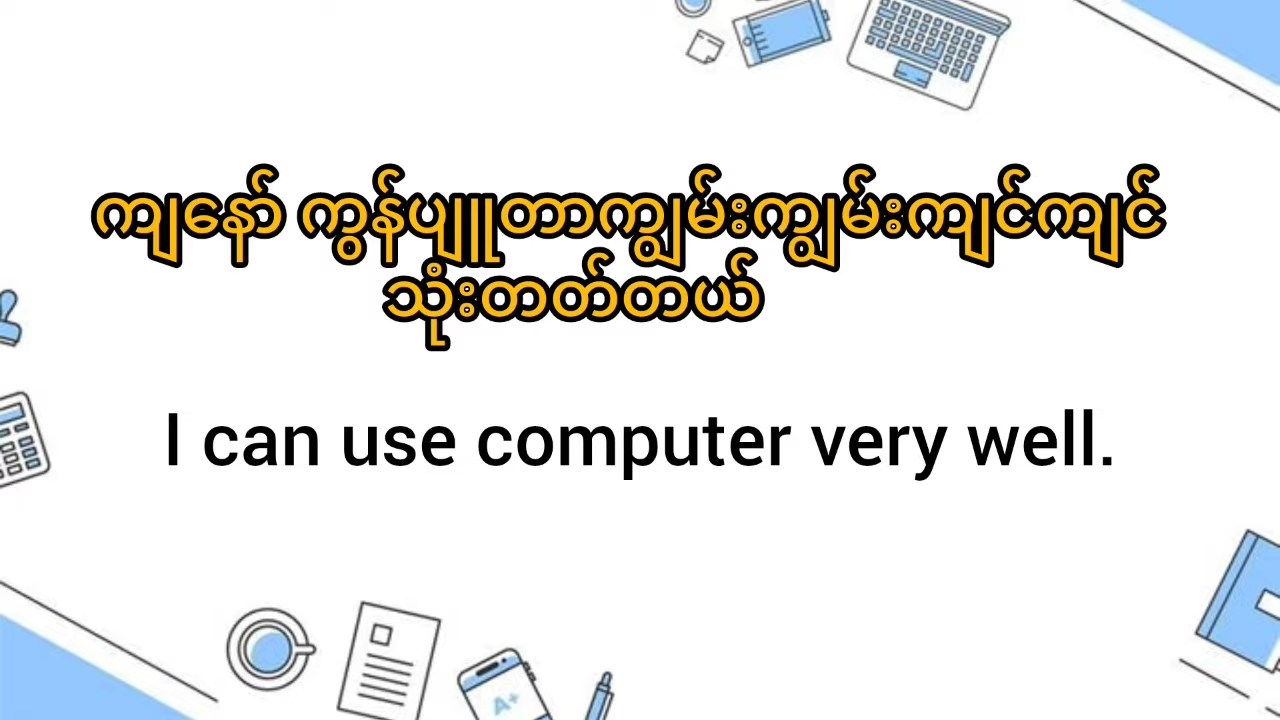 ကျနော် ကွန်ပျူတာကျွမ်းကျွမ်းကျင်ကျင်
သုံးတတ်တယ်
I can use computer very well.
A+